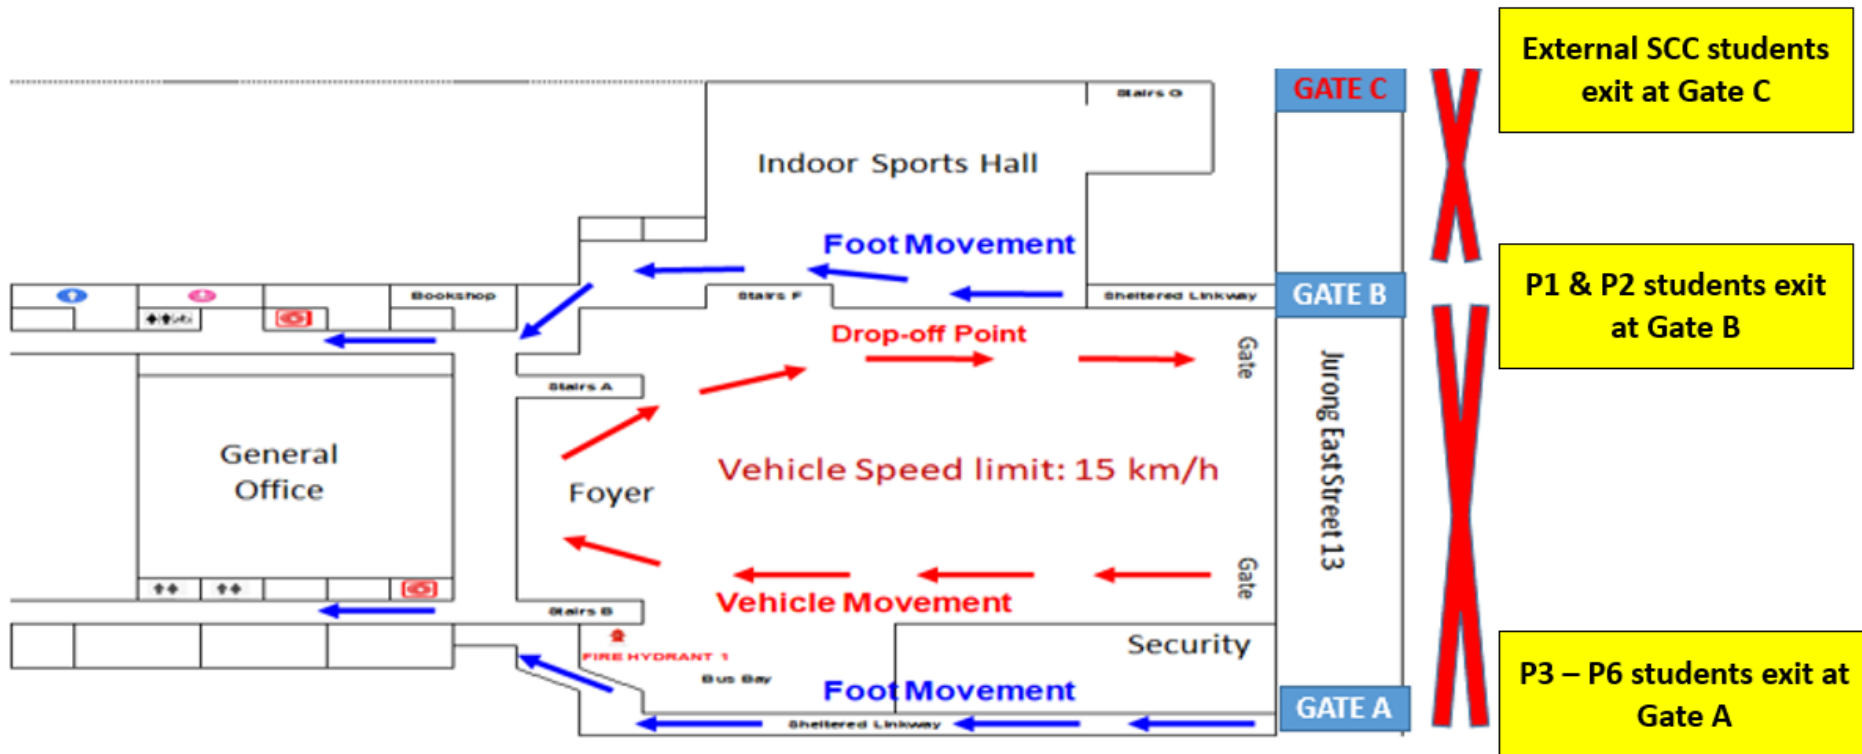 External SCC students
exit at Gate C
GATE C
Stairs G
Indoor Sports Hall
Foot Movement
P1 & P2 students exit
at Gate B
Bookshop
Stairs F
Sheltered Linkway
GATE B
Drop-off Point
Gate
Jurong East Street 13
Stairs A
General
Office
Foyer
Vehicle Speed limit: 15 km/h
Gate
Vehicle Movement
Stairs B
FIRE HYDRANT 1
Security
Bus Bay
Foot Movement
Sheltered Linkway
GATE A
P3 – P6 students exit at
Gate A